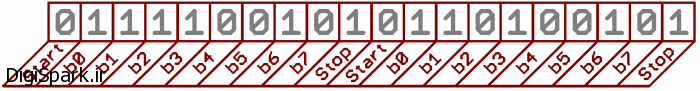 0 1 1 1 1 0 0 1 0 1 0 1 1 0 1 0 0 1 0 1
Start b0 b1 b2 b3 b4 b5 b6 b7 Stop Start b0 b1 b2 b3 b4 b5 b6 b7 Stop
DigiSpark.ir